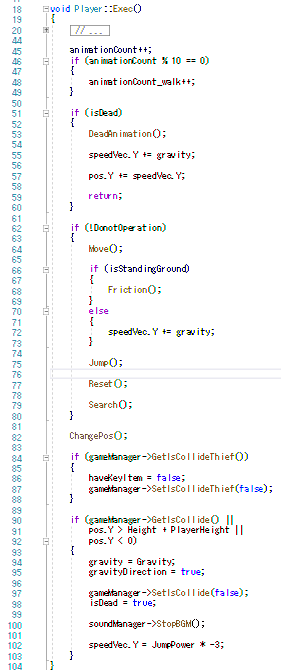 18 void Player::Exec()
19 {
20 // ...
44
45 animationCount++;
46 if (animationCount % 10 == 0)
47 {
48 animationCount_walk++;
49 }
50
51 if (isDead)
52 {
53 DeadAnimation();
54
55 speedVec.Y += gravity;
56
57 pos.Y += speedVec.Y;
58
59 return;
60 }
61
62 if (!DonotOperation)
63 {
64 Move();
65
66 if (isStandingGround)
67 {
68 Friction();
69 }
70 else
71 {
72 speedVec.Y += gravity;
73 }
74
75 Jump();
76
77 Reset();
78
79 Search();
80 }
81
82 ChangePos();
83
84 if (gameManager->GetIsCollideThief())
85 {
86 haveKeyItem = false;
87 gameManager->SetIsCollideThief(false);
88 }
89
90 if (gameManager->GetIsCollide() ||
91 pos.Y > Height + PlayerHeight ||
92 pos.Y < 0)
93 {
94 gravity = Gravity;
95 gravityDirection = true;
96
97 gameManager->SetIsCollide(false);
98 isDead = true;
99
100 soundManager->StopBGM();
101
102 speedVec.Y = JumpPower * -3;
103 }
104 }